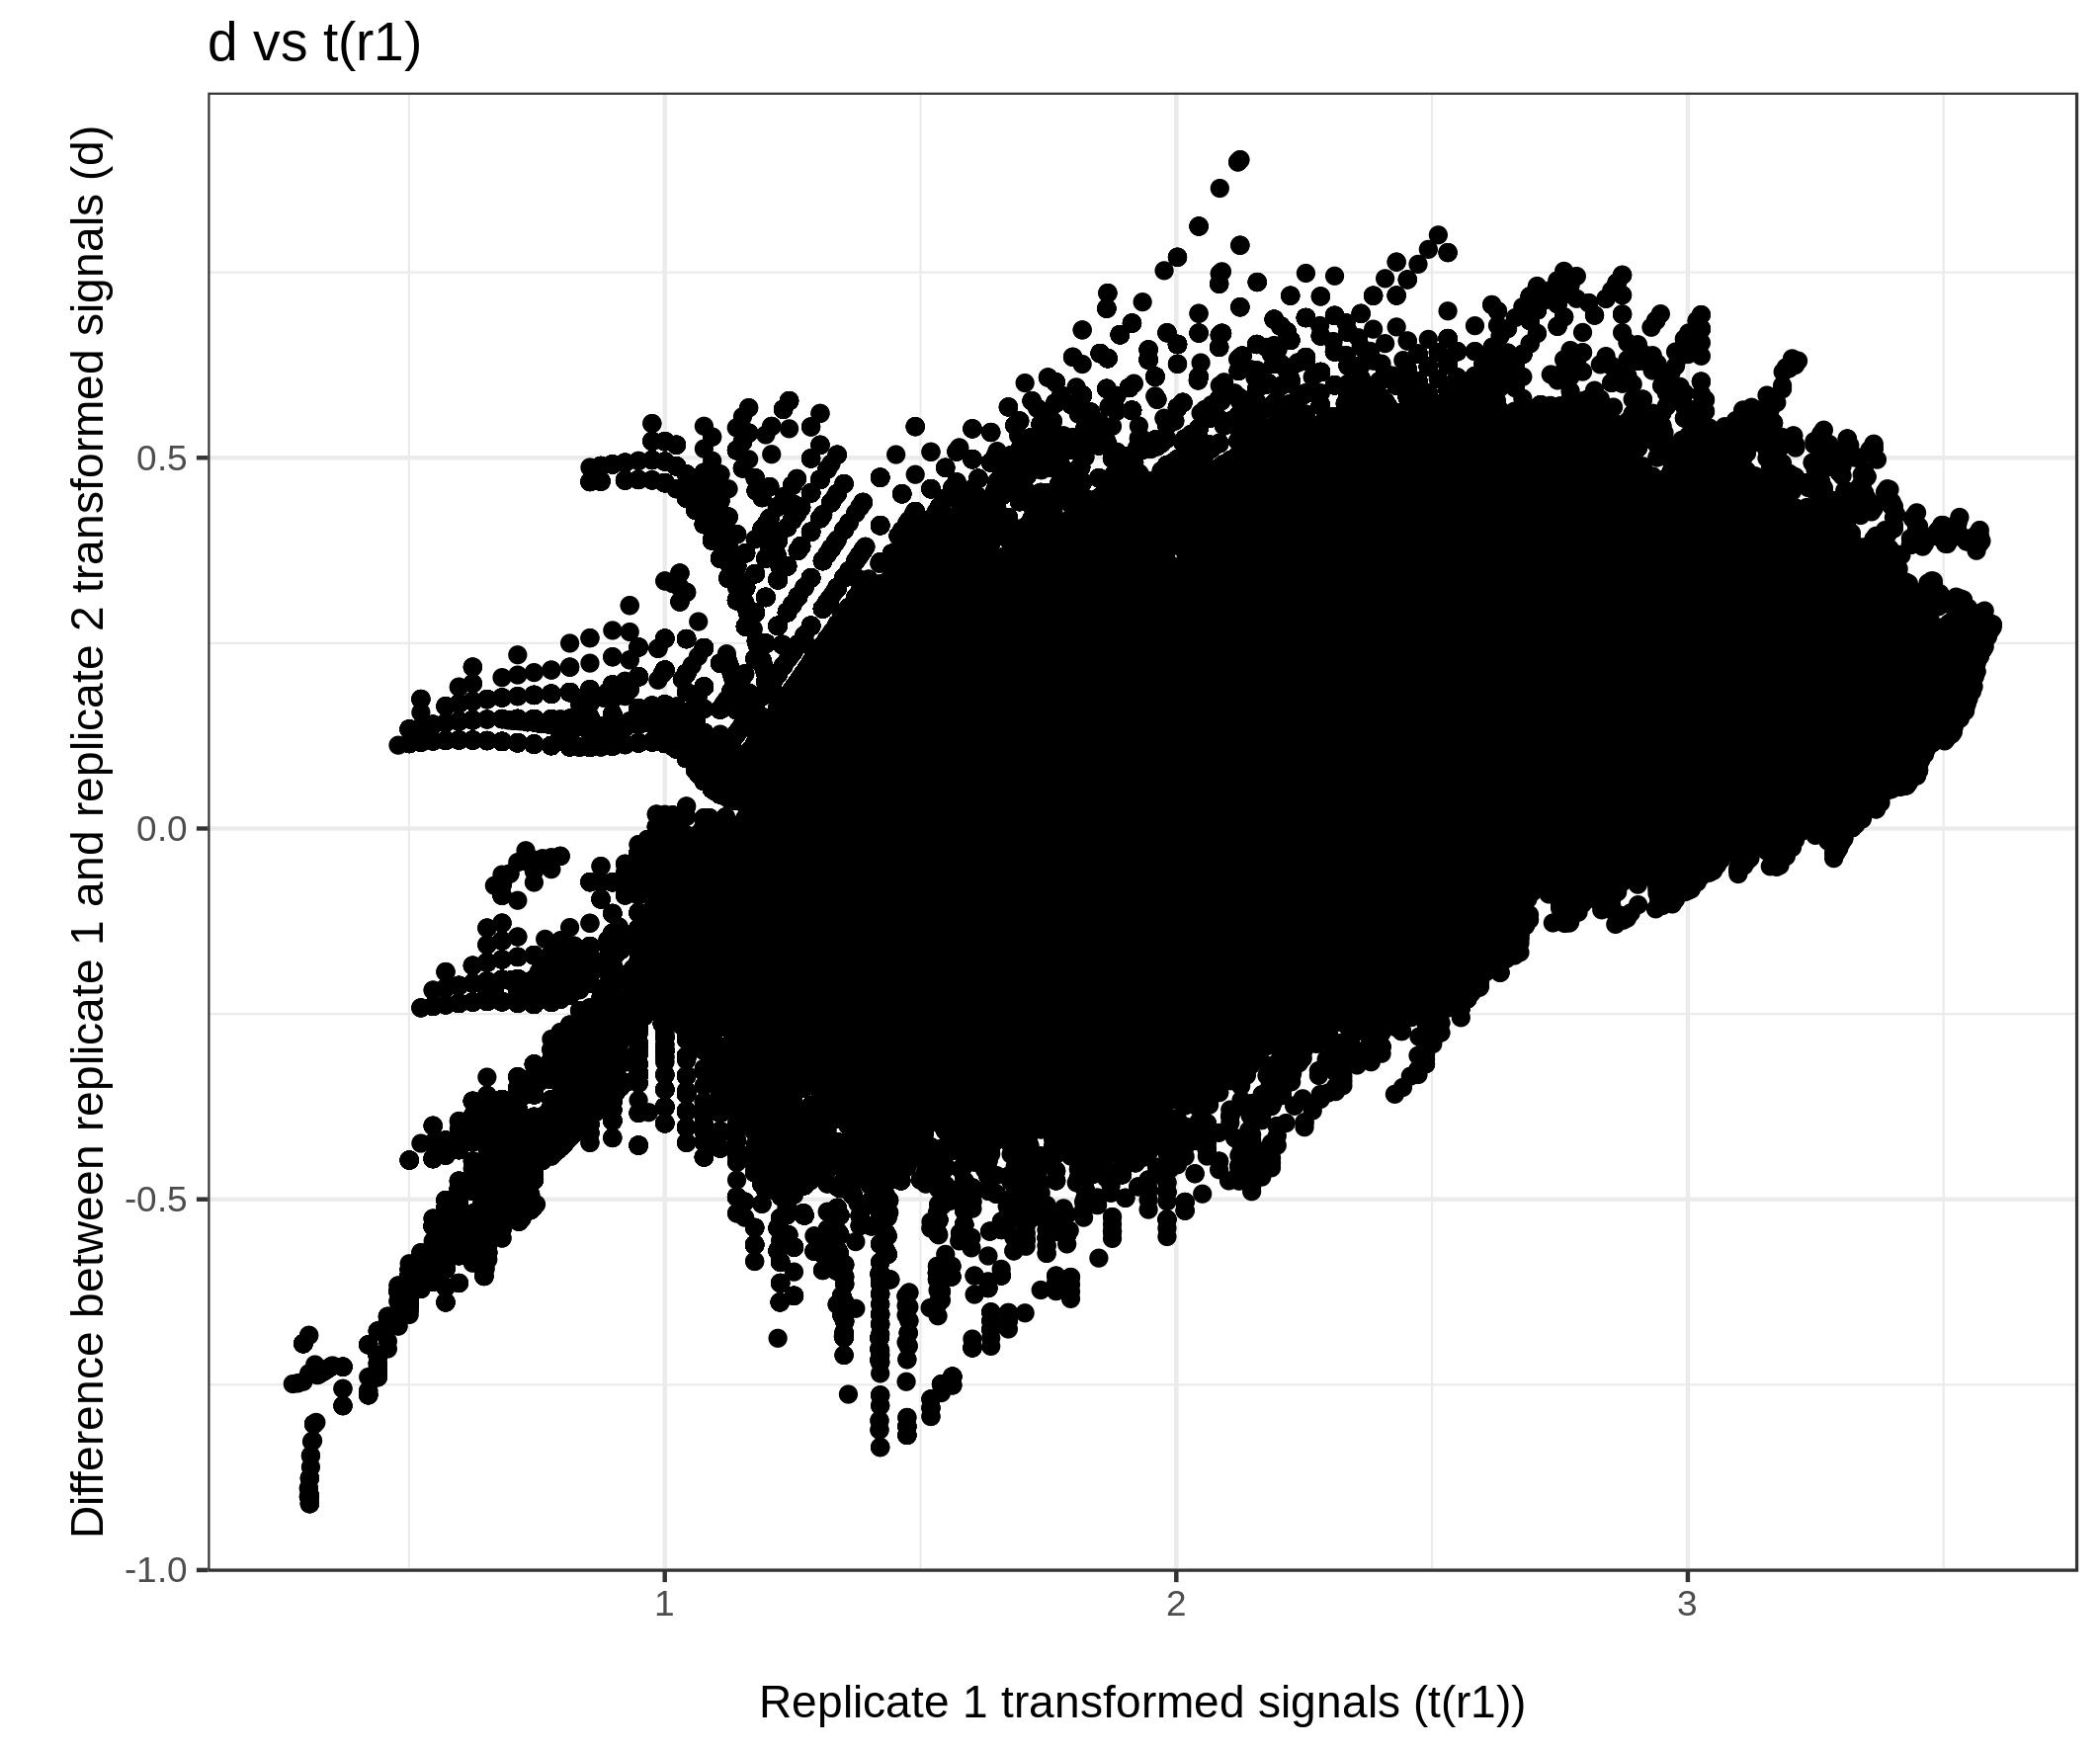 d vs t(r1)
Difference between replicate 1 and replicate 2 transformed signals (d)
0.5
0.0
-0.5
-1.0
1
2
3
Replicate 1 transformed signals (t(r1))